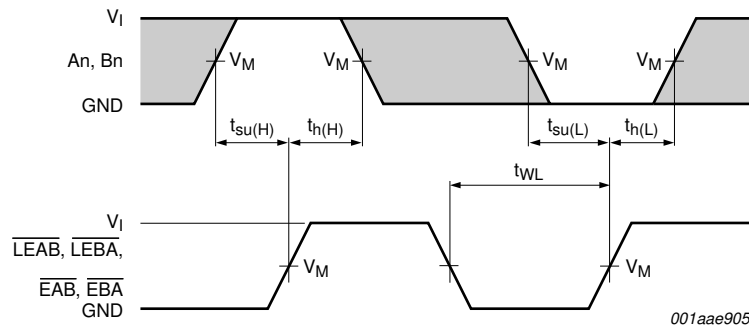 VI
An, Bn
GND
VM
VM
VM
VM
tsu(H)
th(H)
tsu(L)
th(L)
tWL
VI
LEAB, LEBA,
EAB, EBA
GND
VM
VM
001aae905